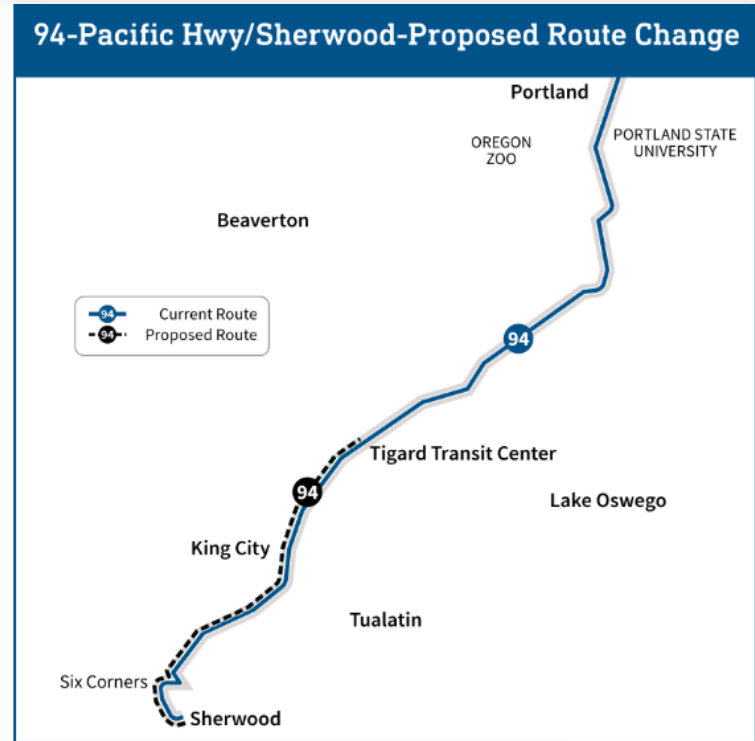 94-Pacific Hwy/Sherwood-Proposed Route Change
Portland
OREGON
ZOO
PORTLAND STATE
UNIVERSITY
Beaverton
94 Current Route
94 Proposed Route
94
Tigard Transit Center
94
Lake Oswego
King City
Tualatin
Six Corners
Sherwood